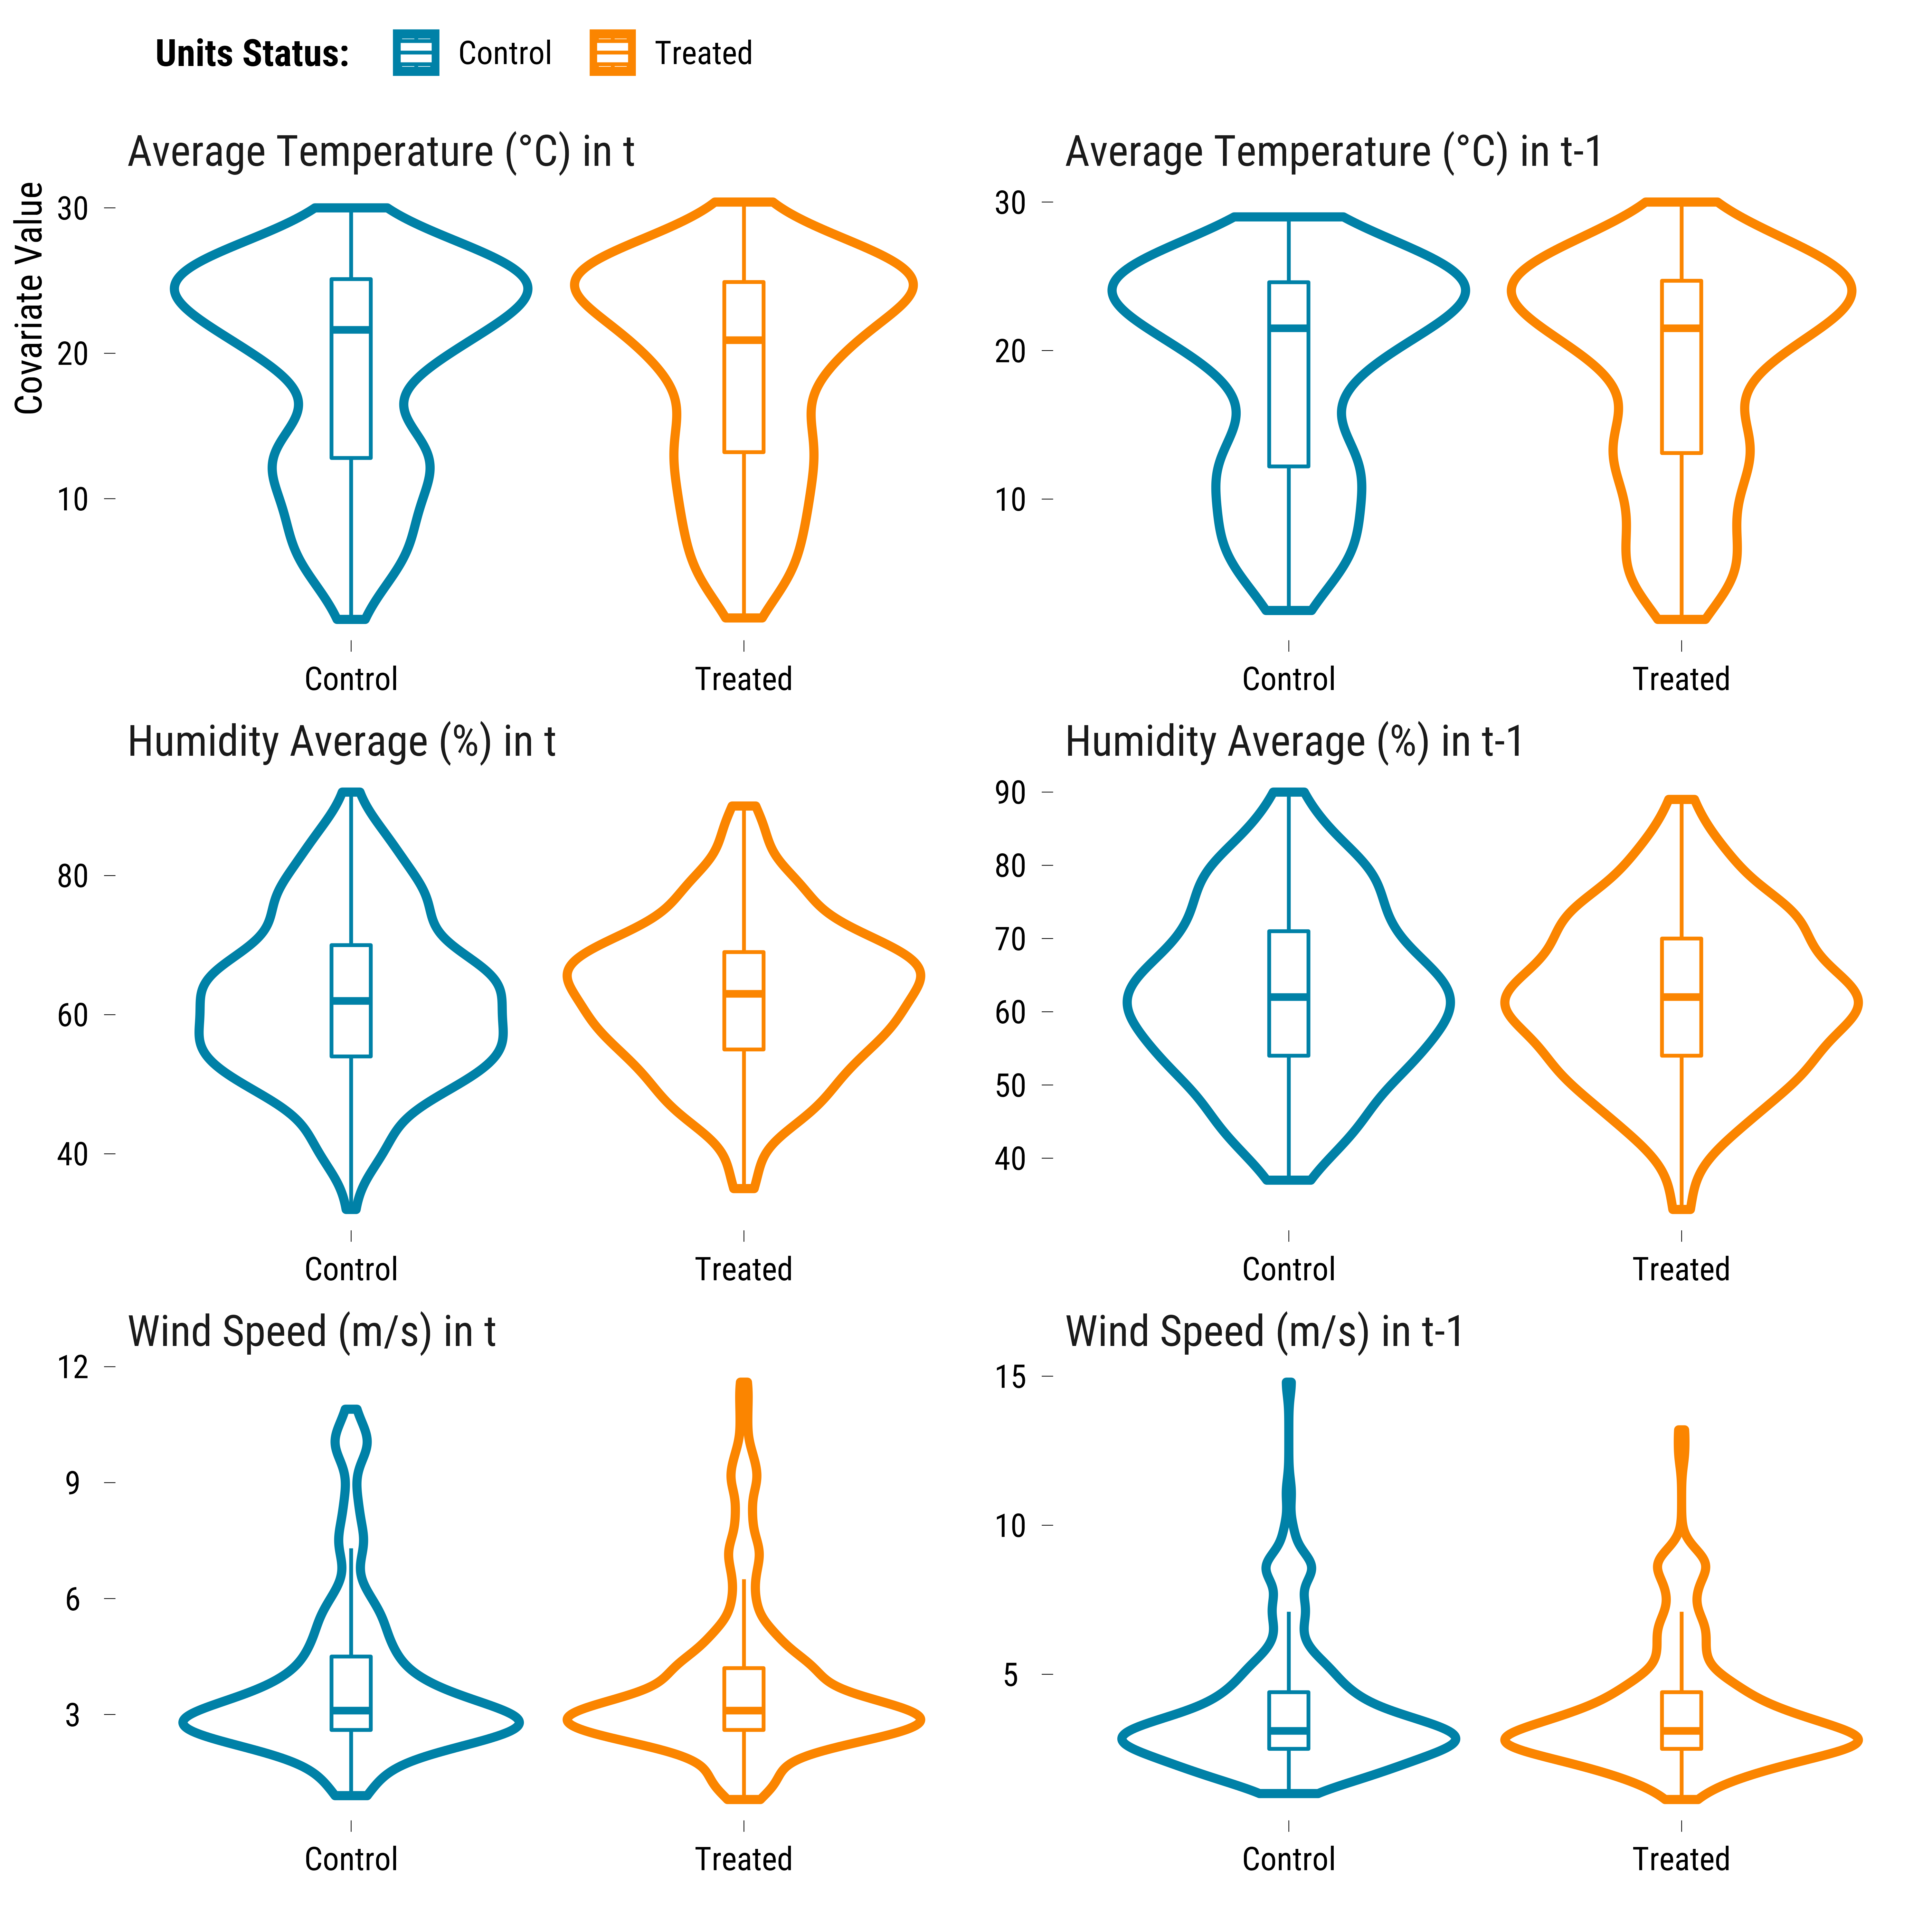 Units Status: Control Treated
Average Temperature (°C) in t
Average Temperature (°C) in t-1
Covariate Value
30
20
10
Control Treated
30
20
10
Control Treated
Humidity Average (%) in t
Humidity Average (%) in t-1
80
60
40
Control Treated
90
80
70
60
50
40
Control Treated
Wind Speed (m/s) in t
Wind Speed (m/s) in t-1
12
9
6
3
Control Treated
15
10
5
Control Treated